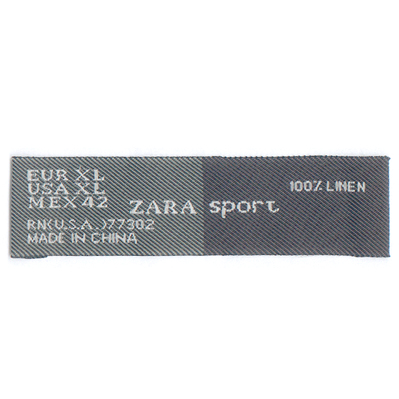 EUR XL
USA XL
MEX 42
ZARA sport
100% LINEN
RN(U.S.A.)77302
MADE IN CHINA